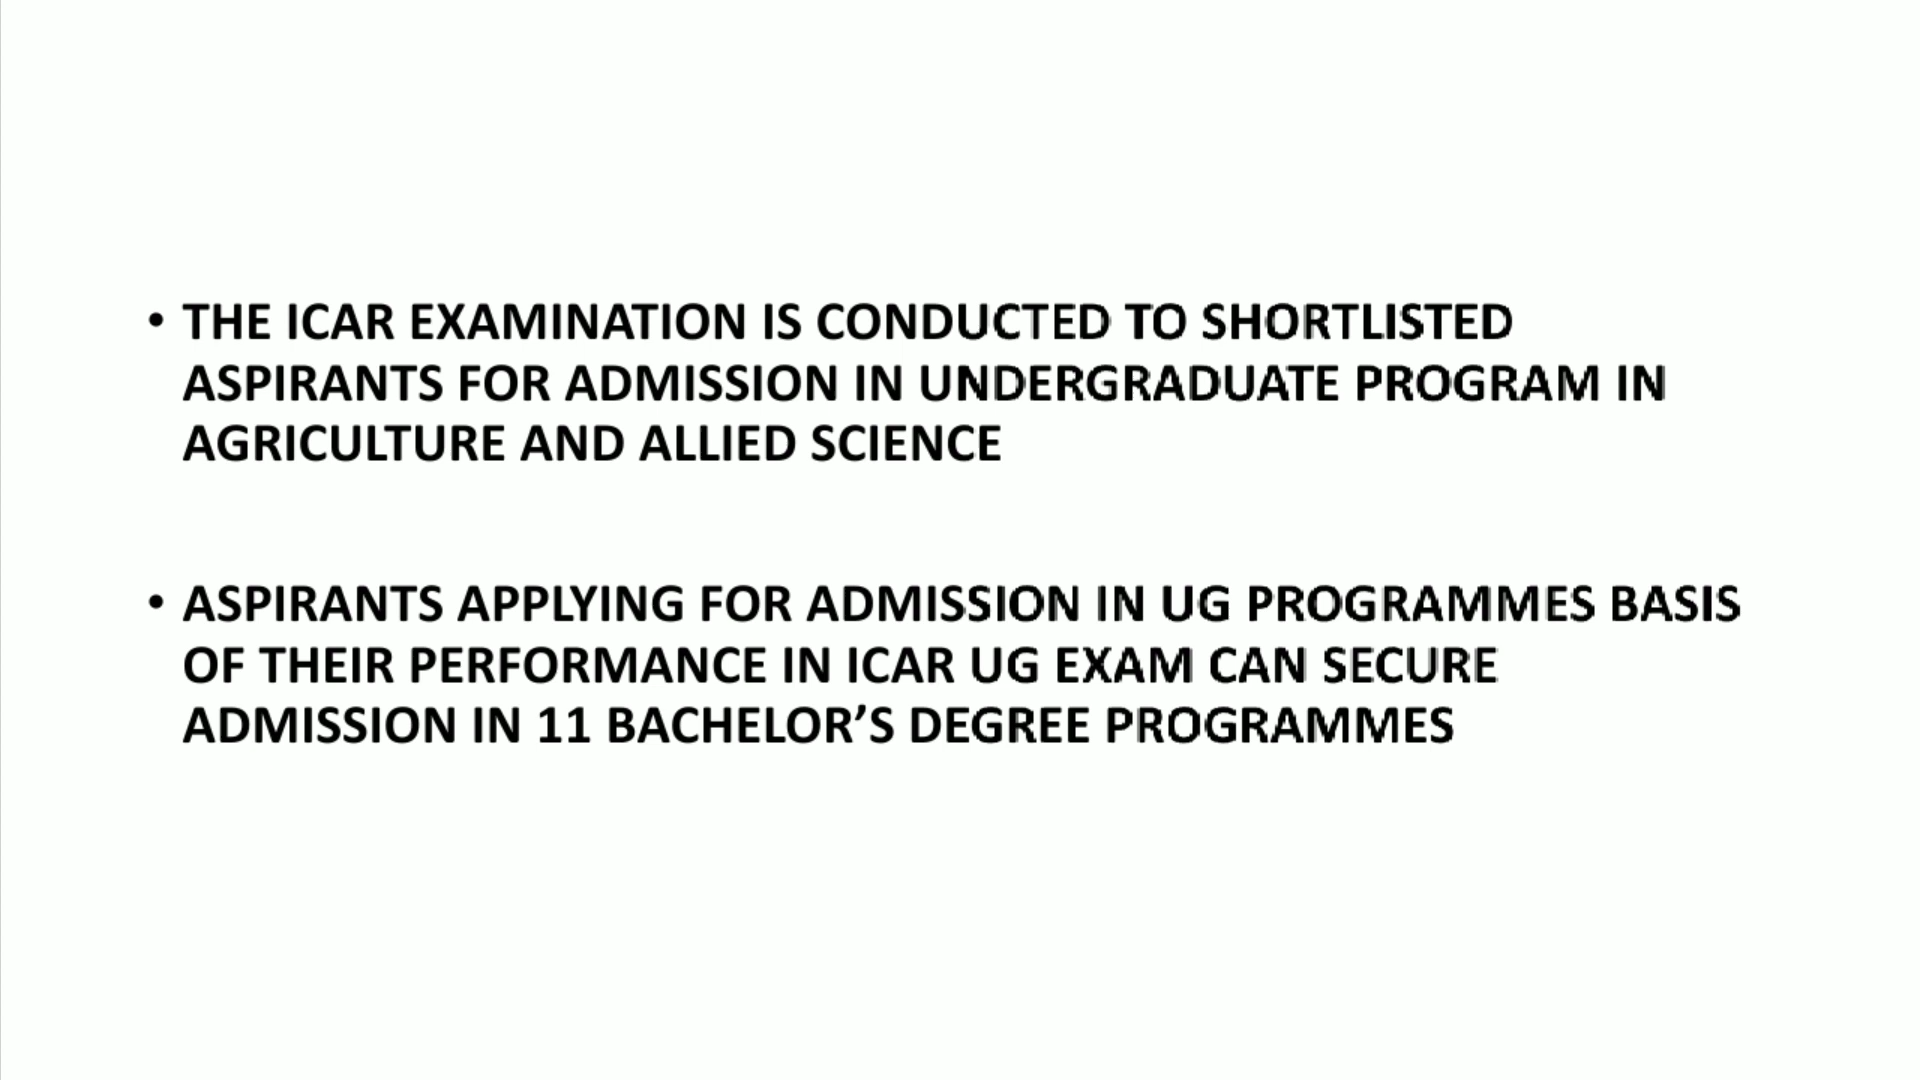 • THE ICAR EXAMINATION IS CONDUCTED TO SHORTLISTED
ASPIRANTS FOR ADMISSION IN UNDERGRADUATE PROGRAM IN
AGRICULTURE AND ALLIED SCIENCE
• ASPIRANTS APPLYING FOR ADMISSION IN UG PROGRAMMES BASIS
OF THEIR PERFORMANCE IN ICAR UG EXAM CAN SECURE
ADMISSION IN 11 BACHELOR’S DEGREE PROGRAMMES